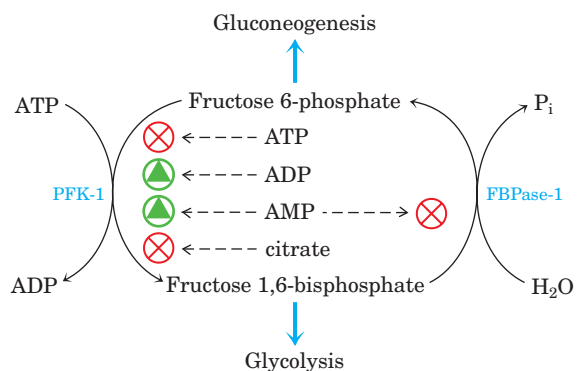 Gluconeogenesis
ATP
Fructose 6-phosphate
Pi
ATP
ADP
PFK-1
FBPase-1
AMP
citrate
ADP
Fructose 1,6-bisphosphate
H₂O
Glycolysis